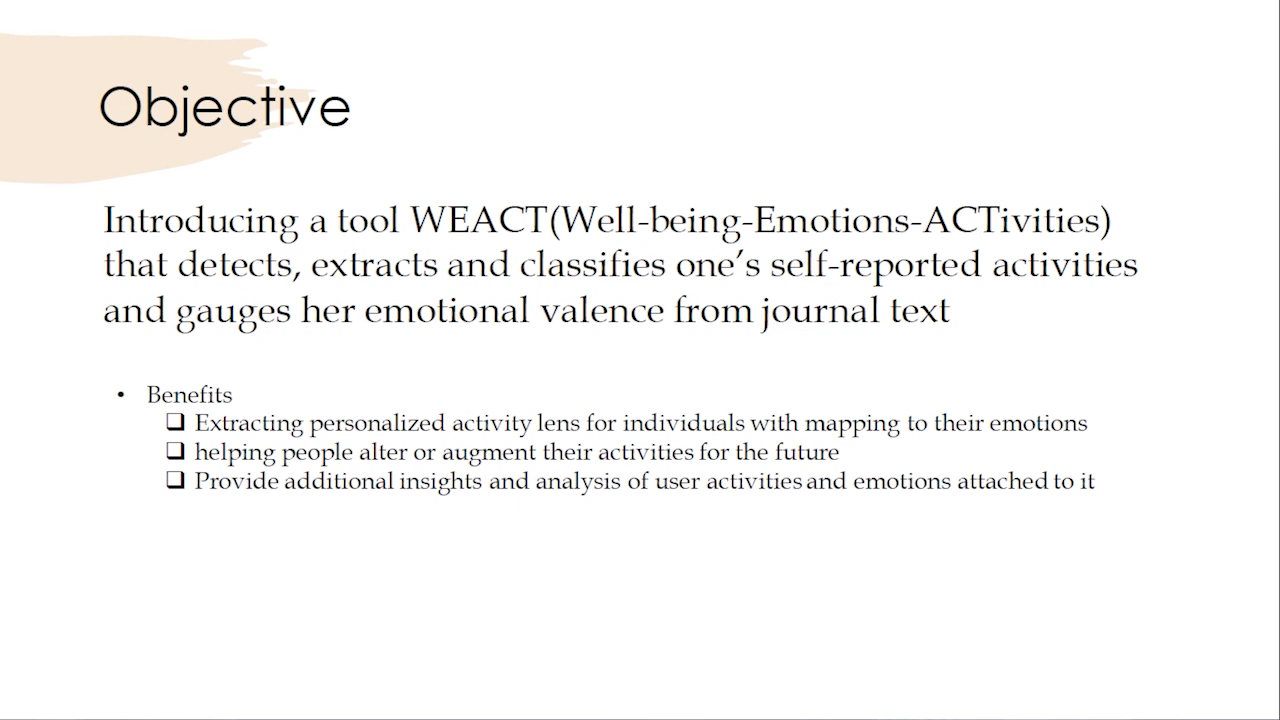 Objective
Introducing a tool WEACT(Well-being-Emotions-ACTivities)
that detects, extracts and classifies one’s self-reported activities
and gauges her emotional valence from journal text
• Benefits
❑ Extracting personalized activity lens for individuals with mapping to their emotions
❑ helping people alter or augment their activities for the future
❑ Provide additional insights and analysis of user activities and emotions attached to it